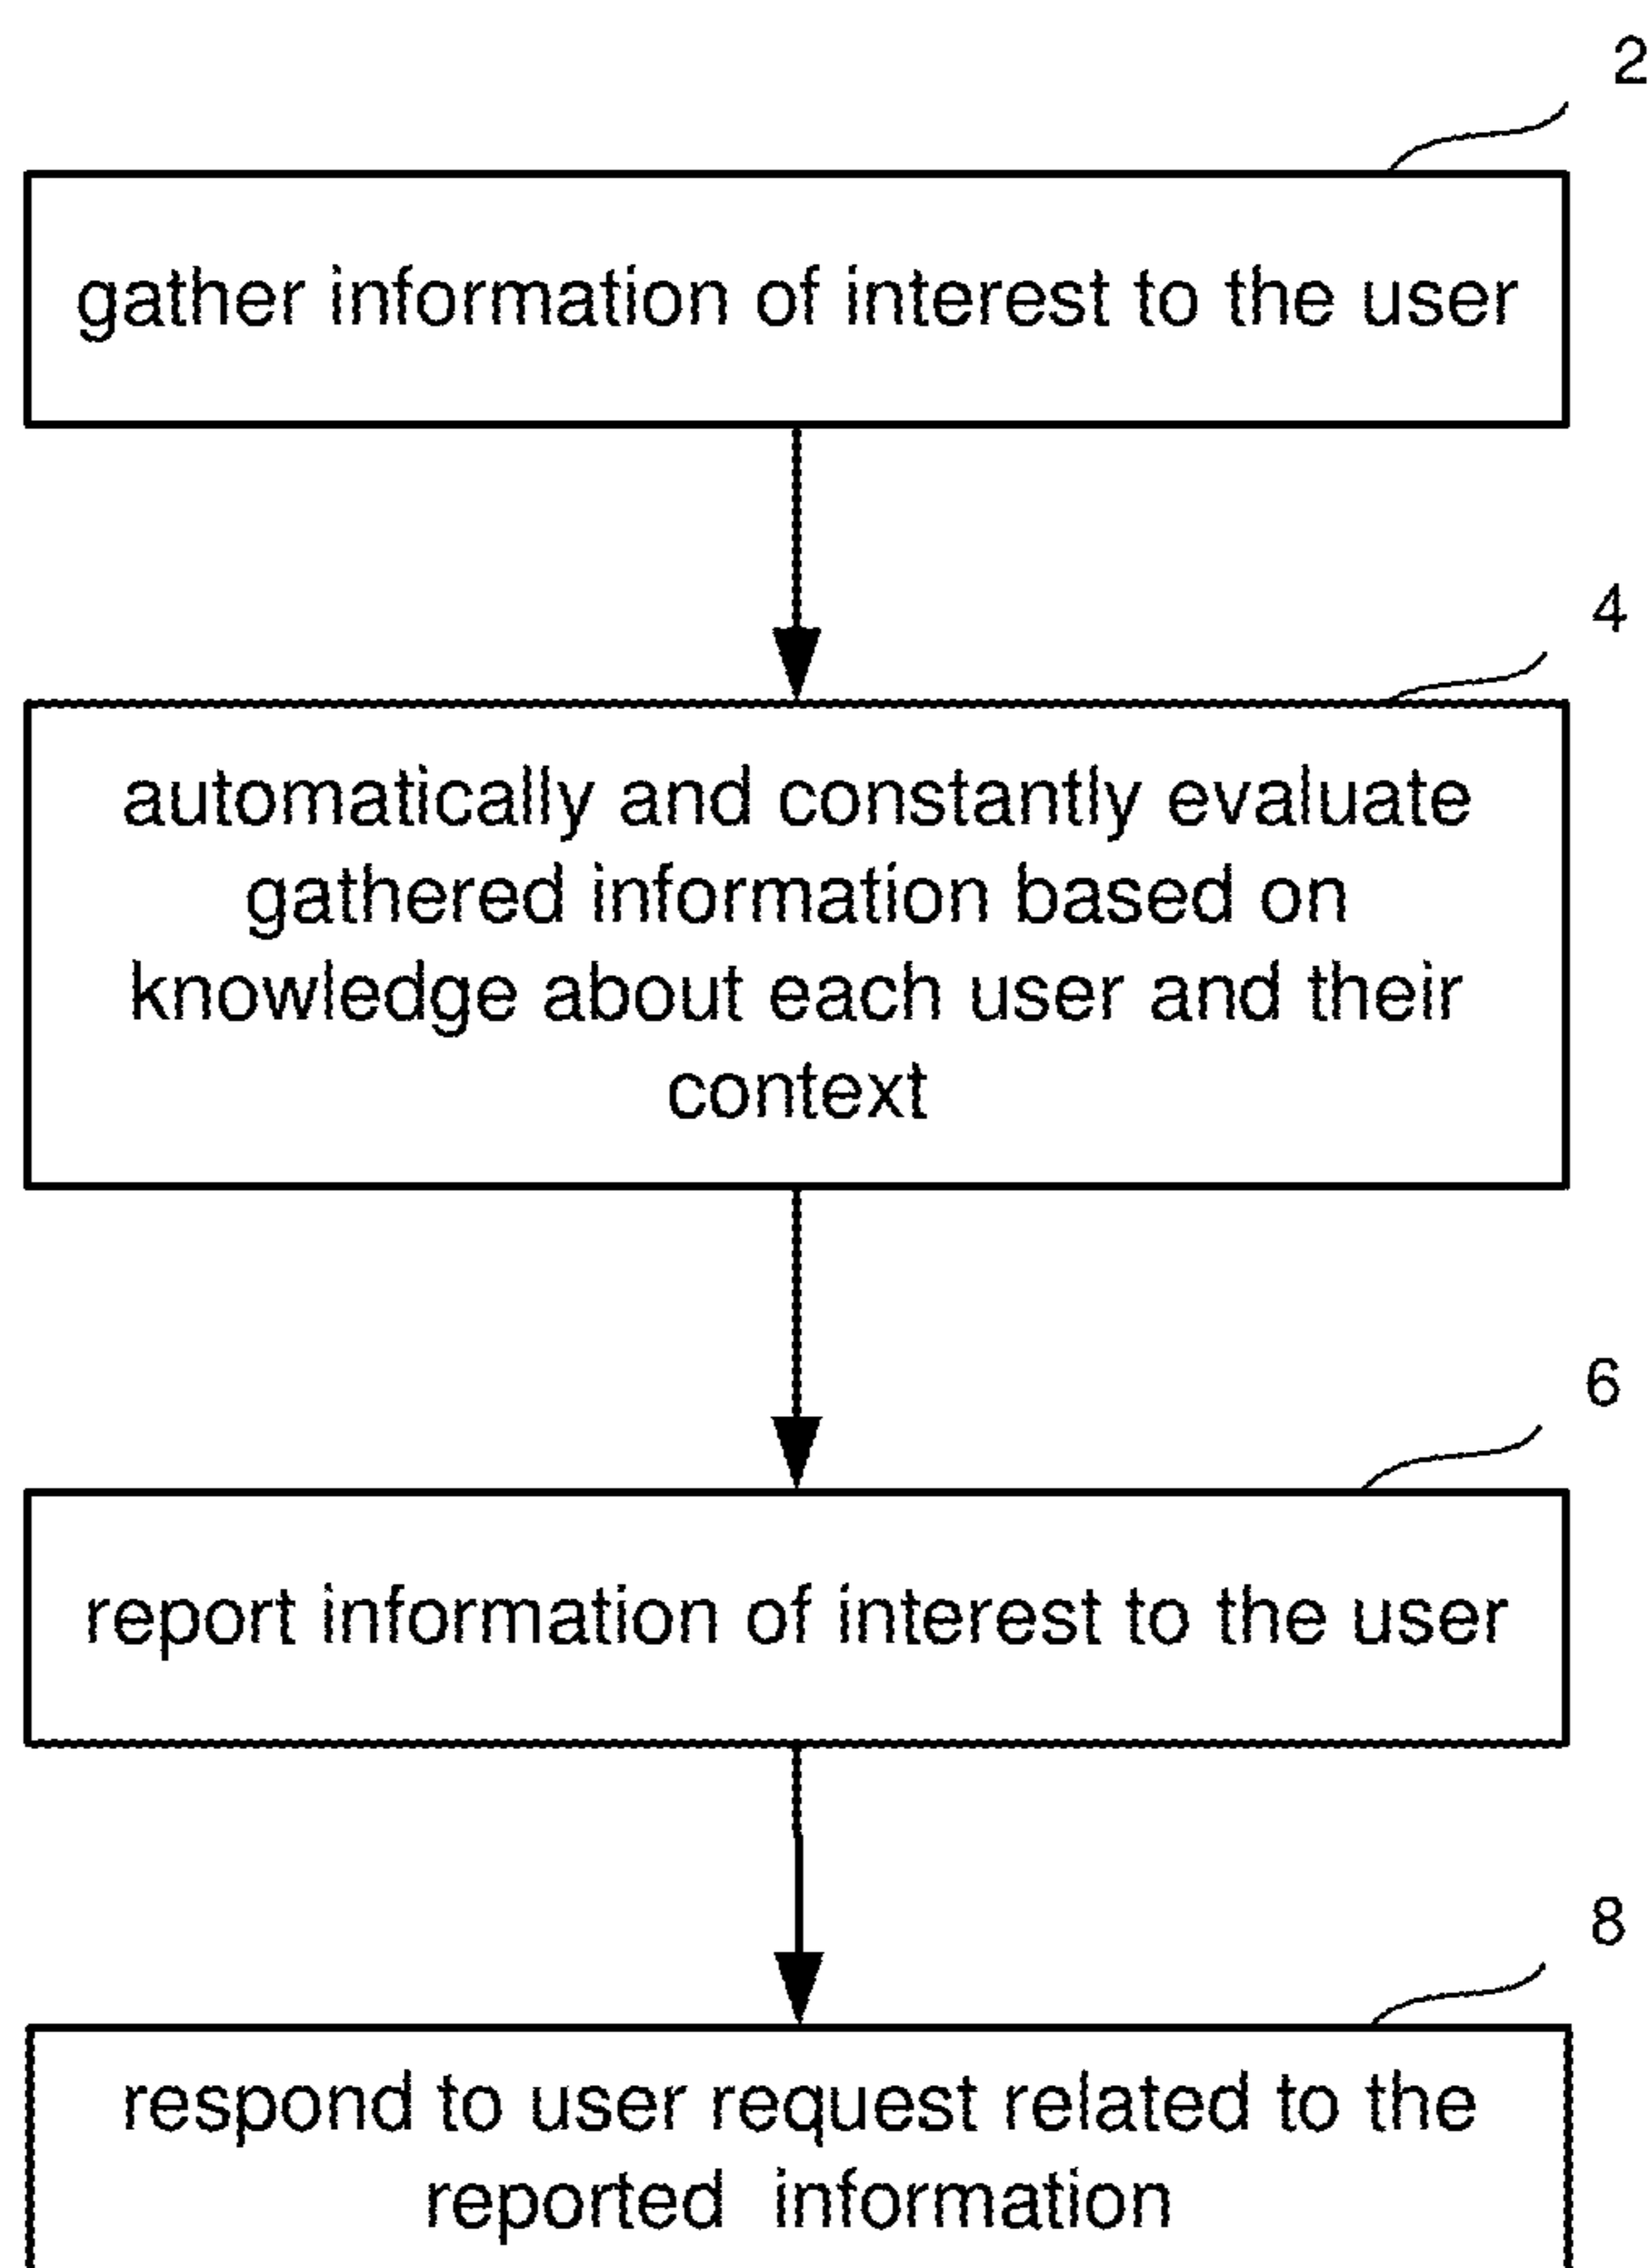 2
gather information of interest to the user
4
automatically and constantly evaluate
gathered information based on
knowledge about each user and their
context
6
report information of interest to the user
8
respond to user request related to the
reported information